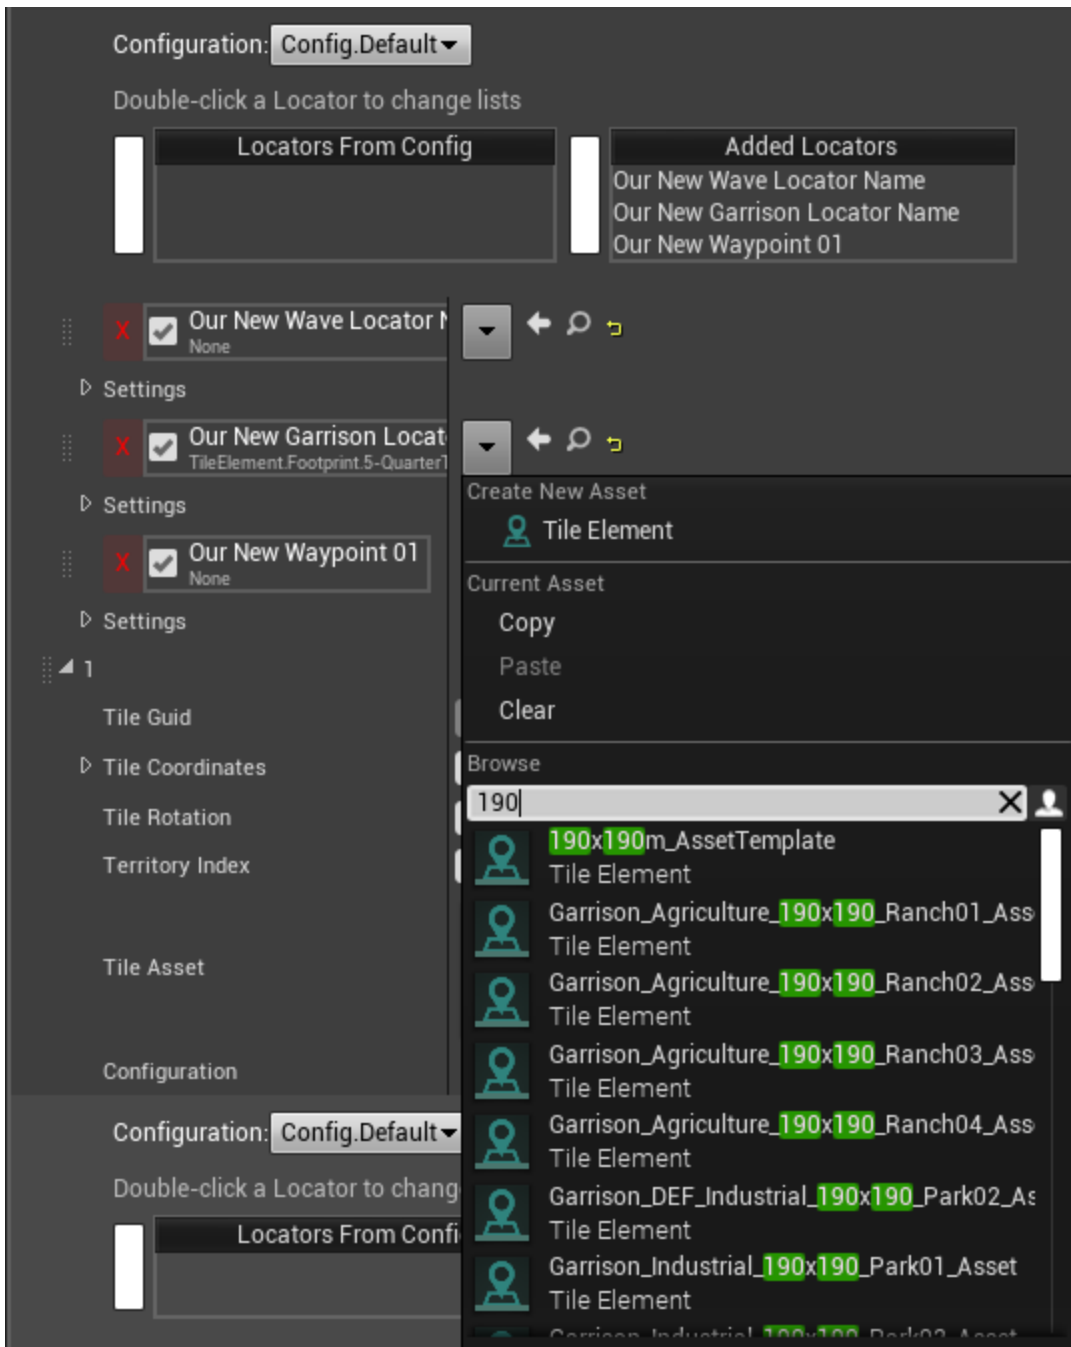 Configuration: Config.Default
Double-click a Locator to change lists
Locators From Config
Added Locators
Our New Wave Locator Name
Our New Garrison Locator Name
Our New Waypoint 01
X Our New Wave Locator
None
Settings
X Our New Garrison Locat
TileElement.Footprint.5-Quarter
Create New Asset
Settings
Tile Element
X Our New Waypoint 01
None
Current Asset
Settings
Copy
1
Paste
Tile Guid
Clear
Tile Coordinates
Browse
Tile Rotation
190
Territory Index
190x190m_AssetTemplate
Tile Element
Garrison_Agriculture_190x190_Ranch01_Ass
Tile Element
Tile Asset
Garrison_Agriculture_190x190_Ranch02_Ass
Tile Element
Configuration
Garrison_Agriculture_190x190_Ranch03_Ass
Tile Element
Configuration: Config.Default
Garrison_Agriculture_190x190_Ranch04_Ass
Tile Element
Double-click a Locator to chang
Garrison_DEF_Industrial_190x190_Park02_As
Tile Element
Locators From Confi
Garrison_Industrial_190x190_Park01_Asset
Tile Element